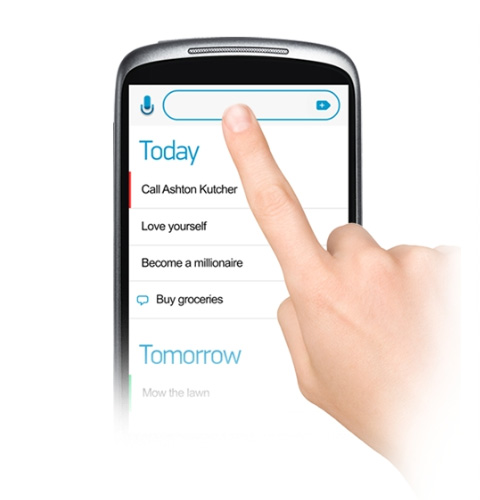 Today
Call Ashton Kutcher
Love yourself
Become a millionaire
Buy groceries
Tomorrow
Mow the lawn